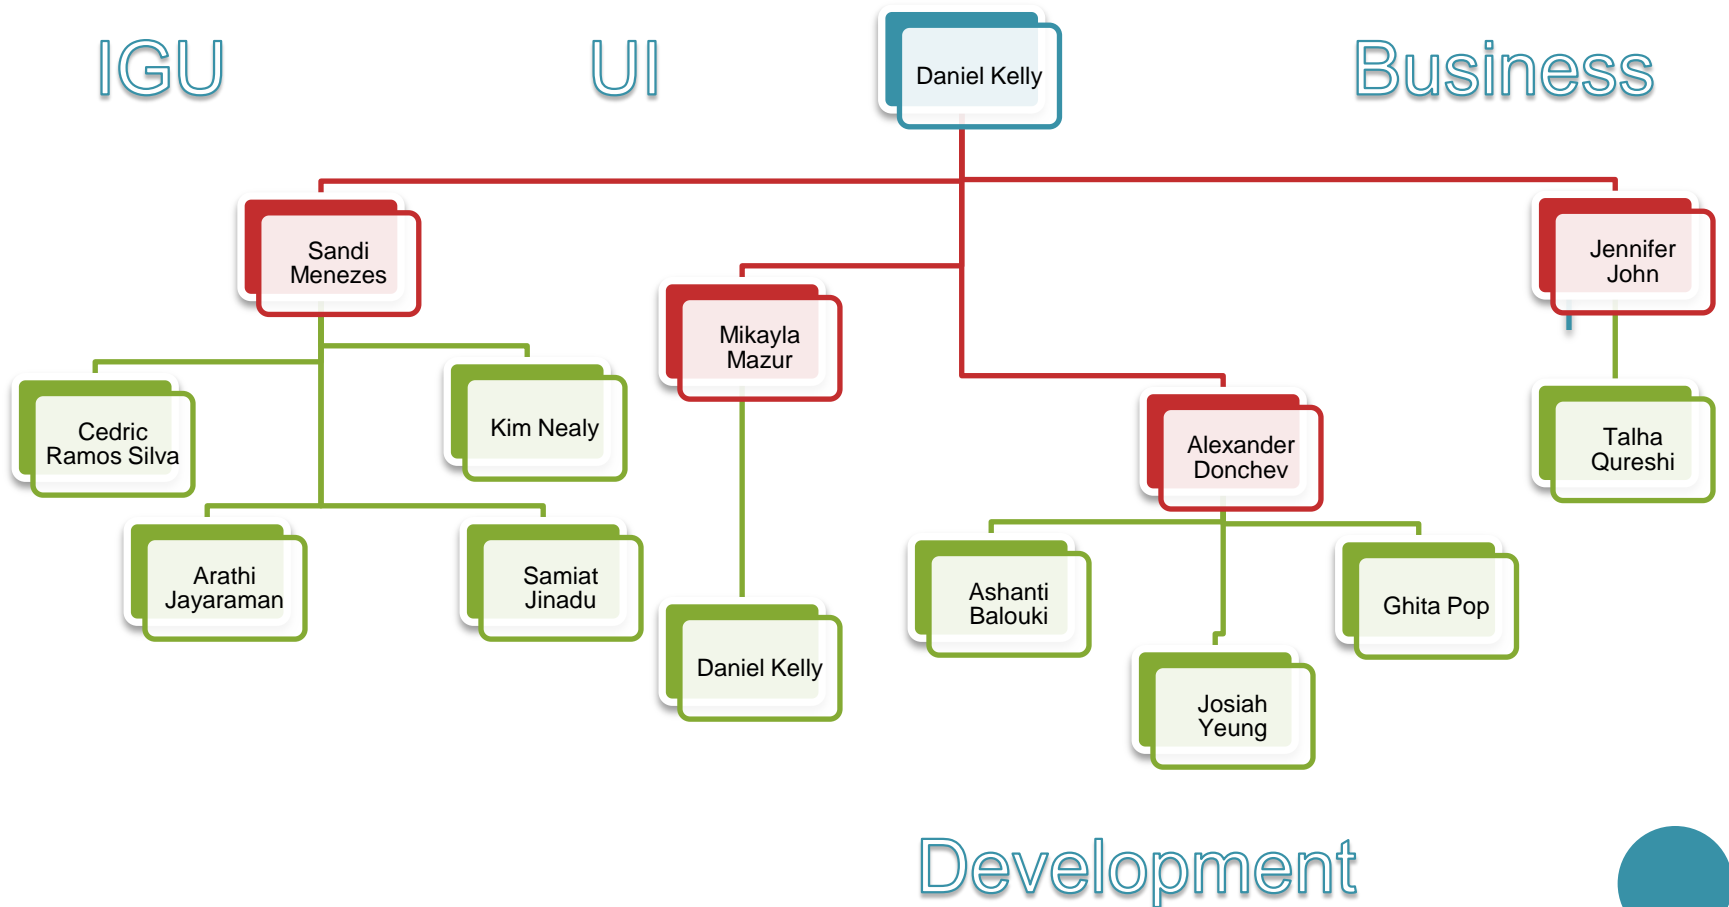 IGU
UI
Daniel Kelly
Business
Sandi
Menezes
Jennifer
John
Mikayla
Mazur
Cedric
Ramos Silva
Kim Nealy
Alexander
Donchev
Talha
Qureshi
Arathi
Jayaraman
Samiat
Jinadu
Ashanti
Balouki
Ghita Pop
Daniel Kelly
Josiah
Yeung
Development